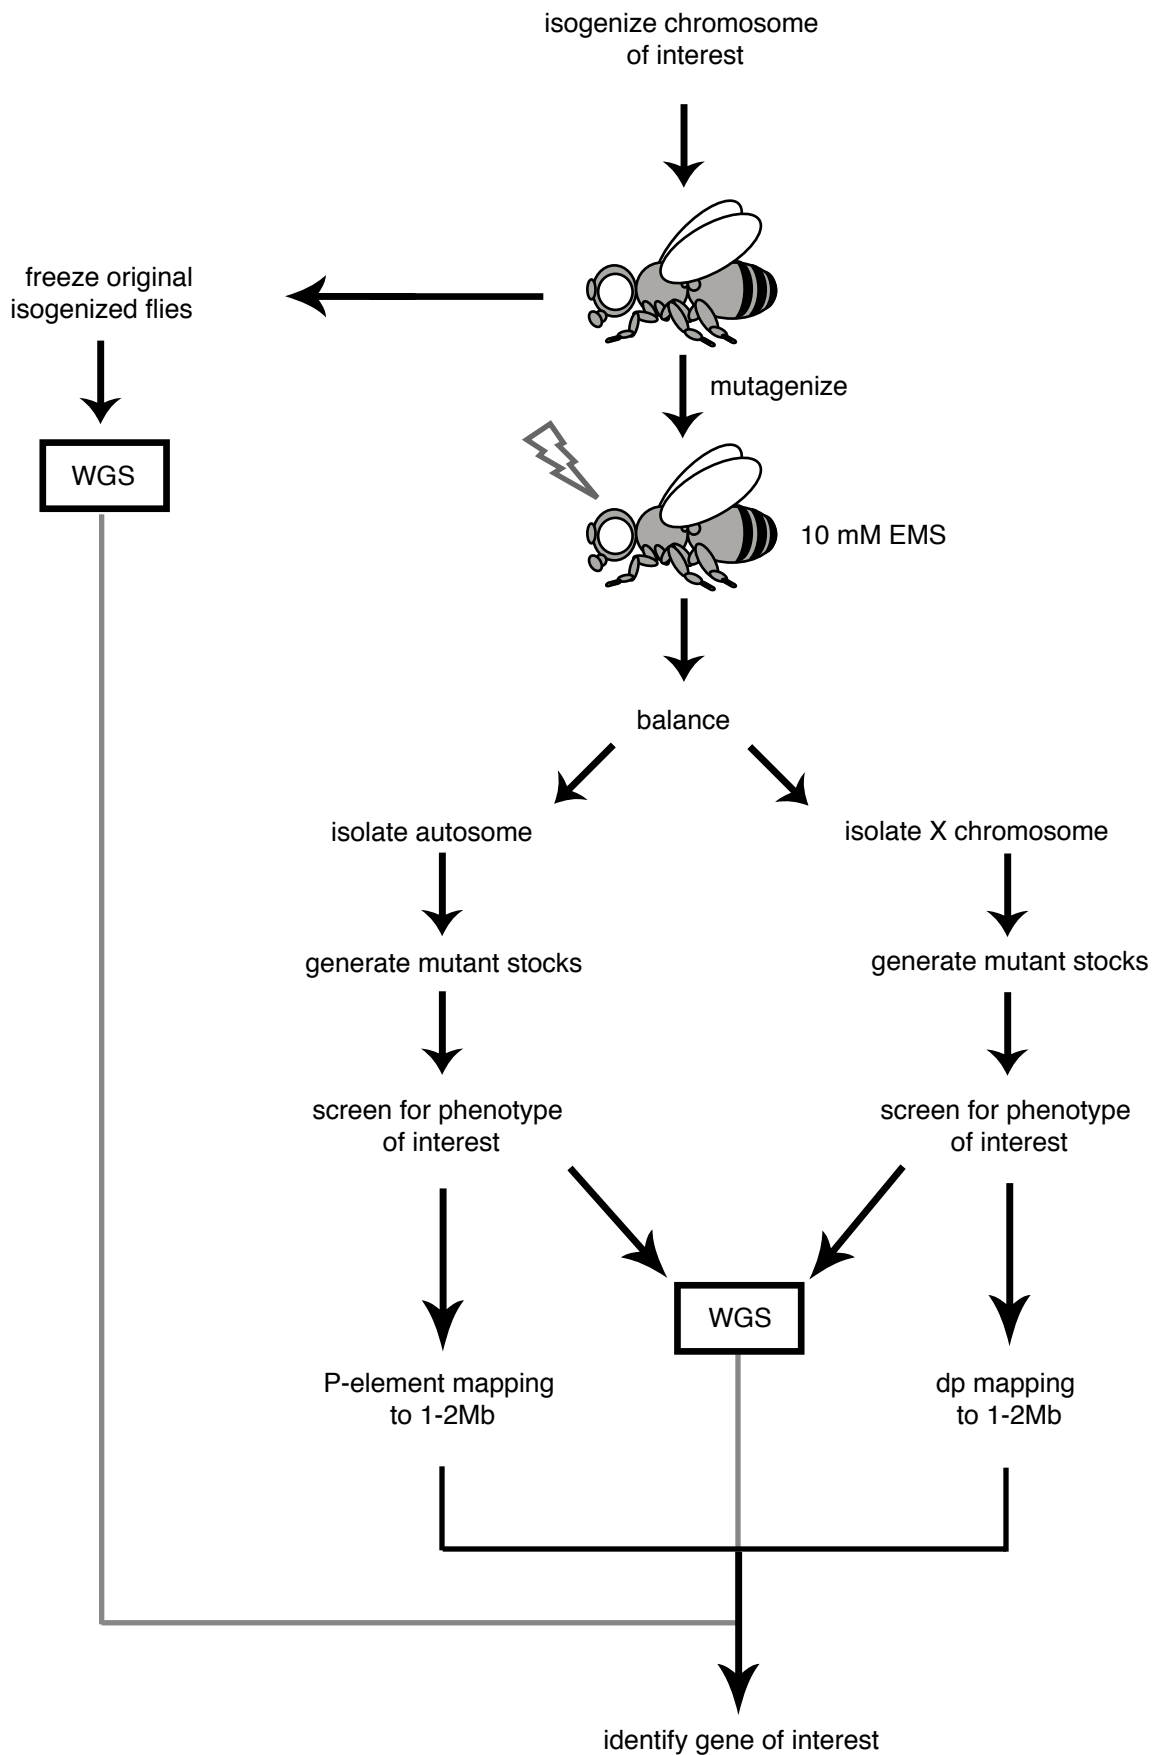 isogenize chromosome
of interest
freeze original
isogenized flies
mutagenize
WGS
10 mM EMS
balance
isolate autosome
isolate X chromosome
generate mutant stocks
generate mutant stocks
screen for phenotype
of interest
screen for phenotype
of interest
WGS
P-element mapping
to 1-2Mb
dp mapping
to 1-2Mb
identify gene of interest